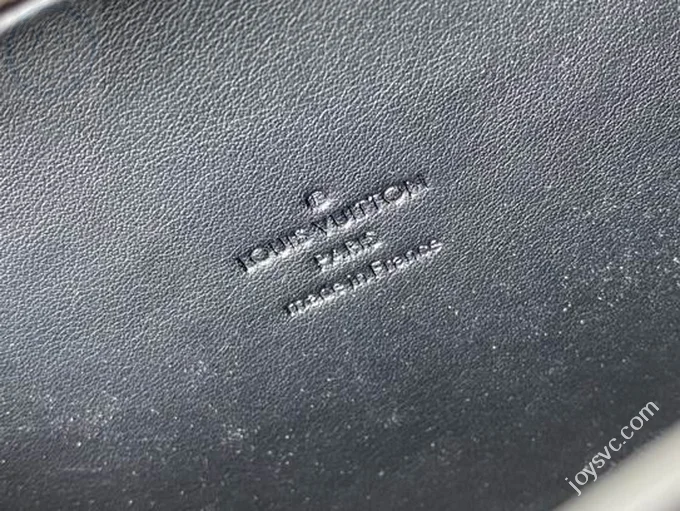 ®
LOUIS VUITTON
PARIS
made in France
joysvc.com